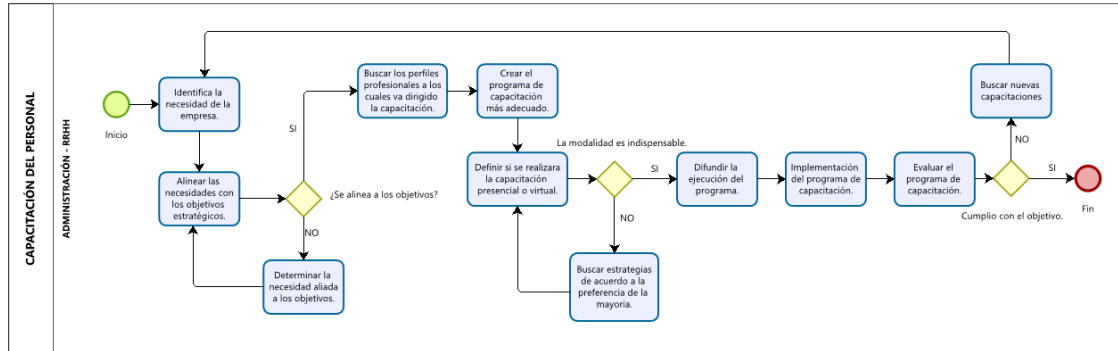 CAPACITACIÓN DEL PERSONAL
ADMINISTRACIÓN - RRHH
Inicio
Identifica la
necesidad de la
empresa.
Alinear las
necesidades con
los objetivos
estratégicos.
¿Se alinea a los objetivos?
SI
NO
Determinar la
necesidad aliada
a los objetivos.
Buscar los perfiles
profesionales a los
cuales va dirigido
la capacitación.
Crear el
programa de
capacitación
más adecuado.
Definir si se realizara
la capacitación
presencial o virtual.
La modalidad es indispensable.
SI
NO
Buscar estrategias
de acuerdo a la
preferencia de la
mayoria.
Difundir la
ejecución del
programa.
Implementación
del programa de
capacitación.
Evaluar el
programa de
capacitación.
Cumplio con el objetivo.
NO
SI
Buscar nuevas
capacitaciones
Fin